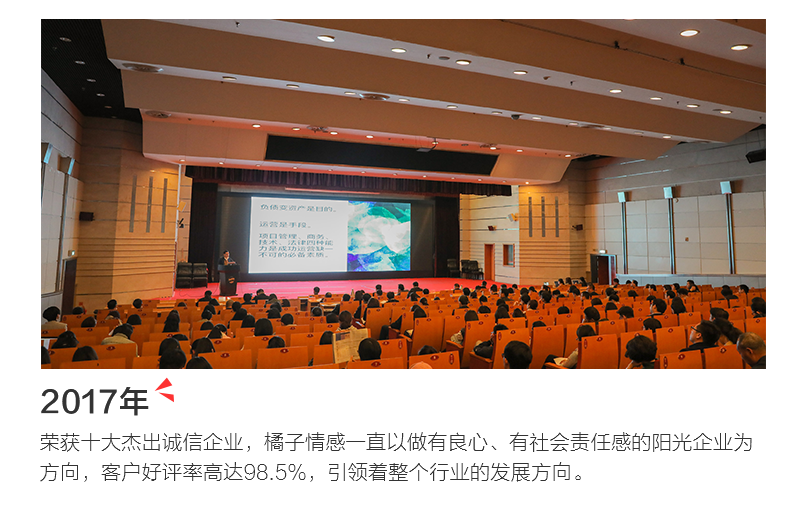 负债变资产是目的,
运营是手段,
项目管理、商务、
技术、法律四种能
力是成功运营缺一
不可的必备素质。
2017年
荣获十大杰出诚信企业，橘子情感一直以做有良心、有社会责任感的阳光企业为
方向，客户好评率高达98.5%，引领着整个行业的发展方向。